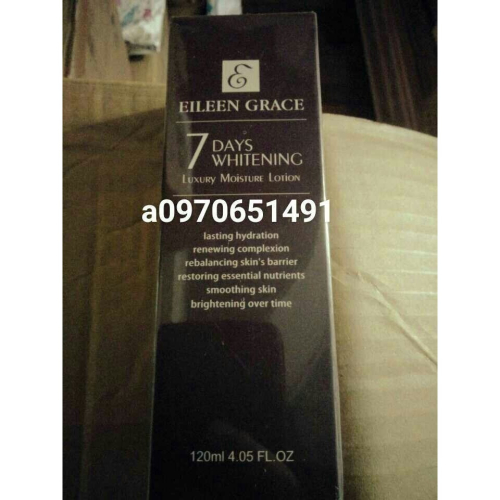 EILEEN GRACE
7 DAYS
WHITENING
LUXURY MOISTURE LOTION
a0970651491
lasting hydration
renewing complexion
rebalancing skin's barrier
restoring essential nutrients
smoothing skin
brightening over time
120ml 4.05 FL.OZ